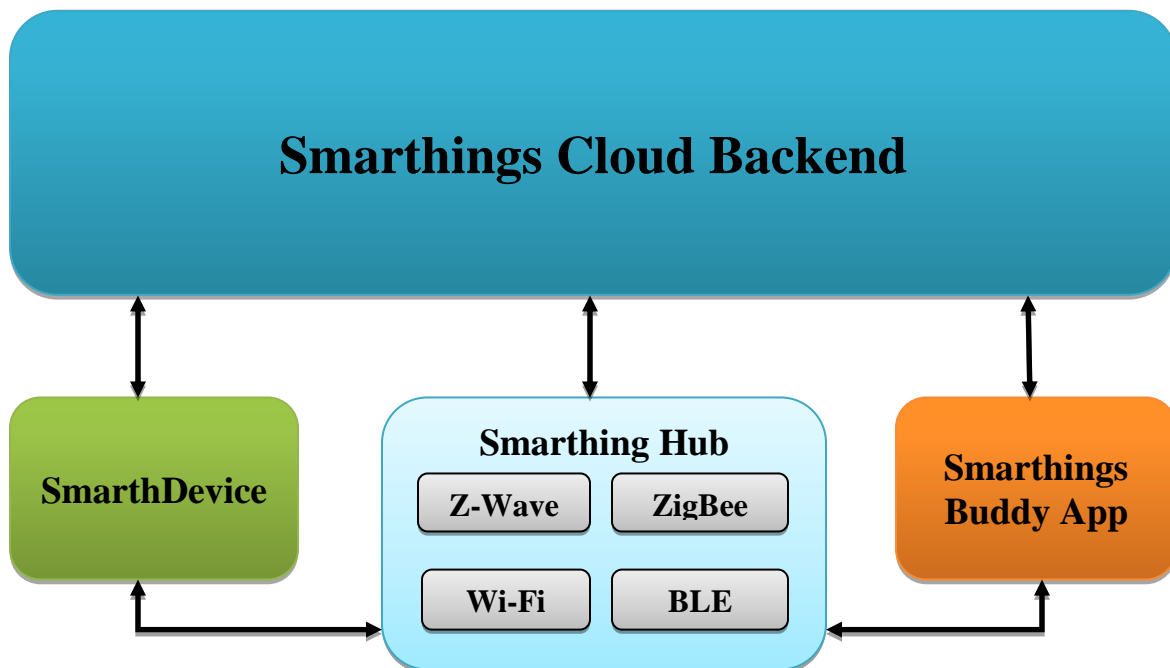 Smarthings Cloud Backend
SmarthDevice
Smarthing Hub
Z-Wave
ZigBee
Wi-Fi
BLE
Smarthings
Buddy App